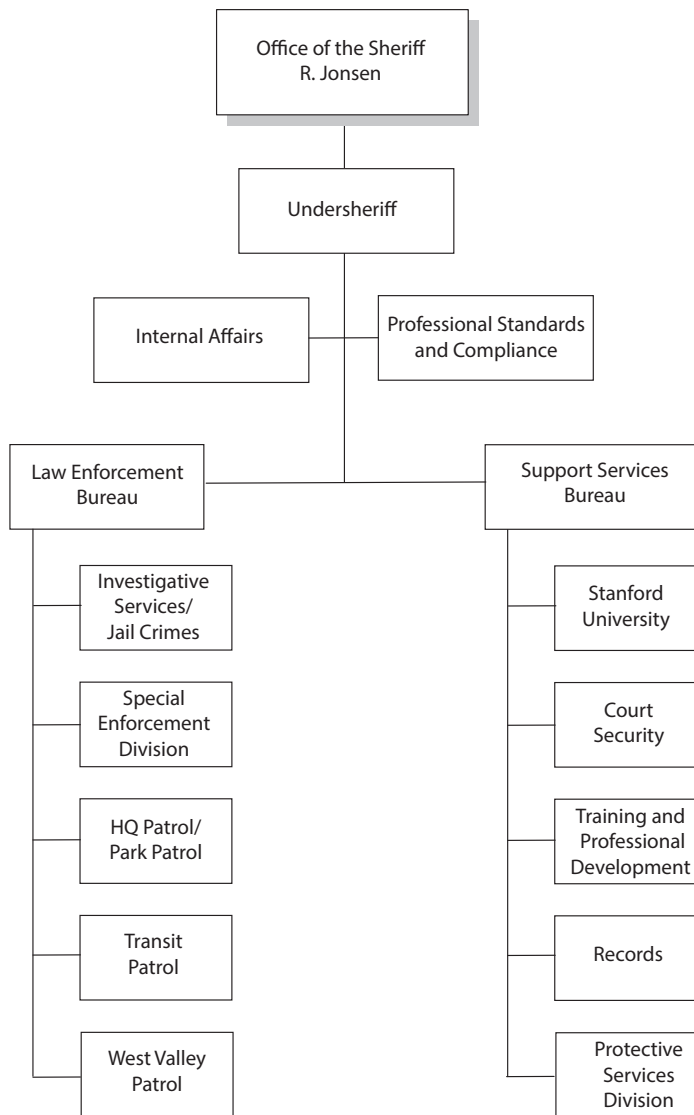 Office of the Sheriff
R. Jonsen
Undersheriff
Internal Affairs
Professional Standards
and Compliance
Law Enforcement
Bureau
Investigative
Services/
Jail Crimes
Special
Enforcement
Division
HQ Patrol/
Park Patrol
Transit
Patrol
West Valley
Patrol
Support Services
Bureau
Stanford
University
Court
Security
Training and
Professional
Development
Records
Protective
Services
Division